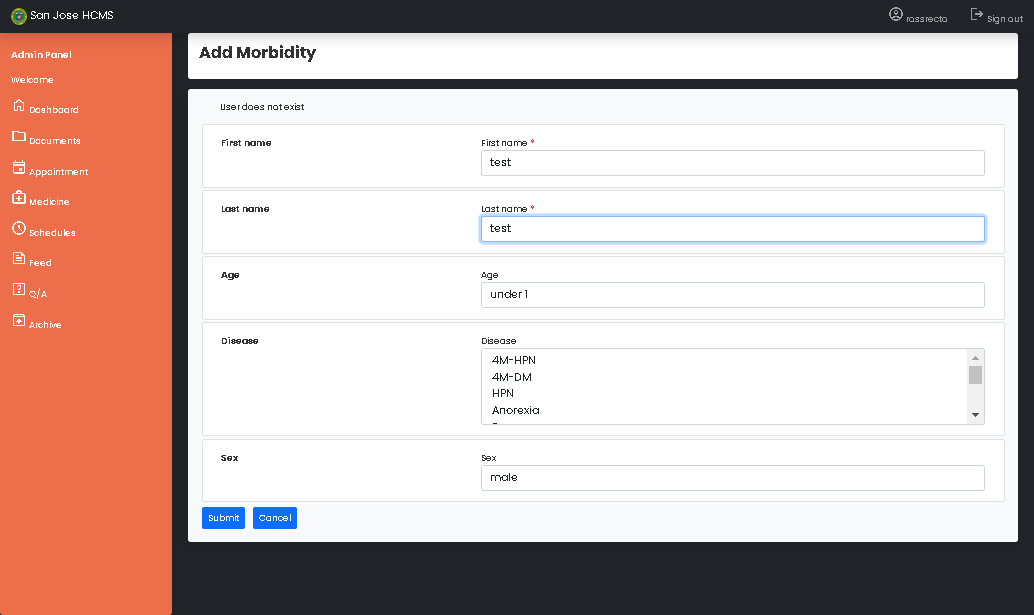 San Jose HCMS
rassrecta
Sign out
Admin Panel
Welcome
Dashboard
Documents
Appointment
Medicine
Schedules
Feed
Q/A
Archive
Add Morbidity
User does not exist
First name
First name *
test
Last name
Last name *
test
Age
Age
under 1
Disease
Disease
4M-HPN
4M-DM
HPN
Anorexia
Sex
Sex
male
Submit
Cancel